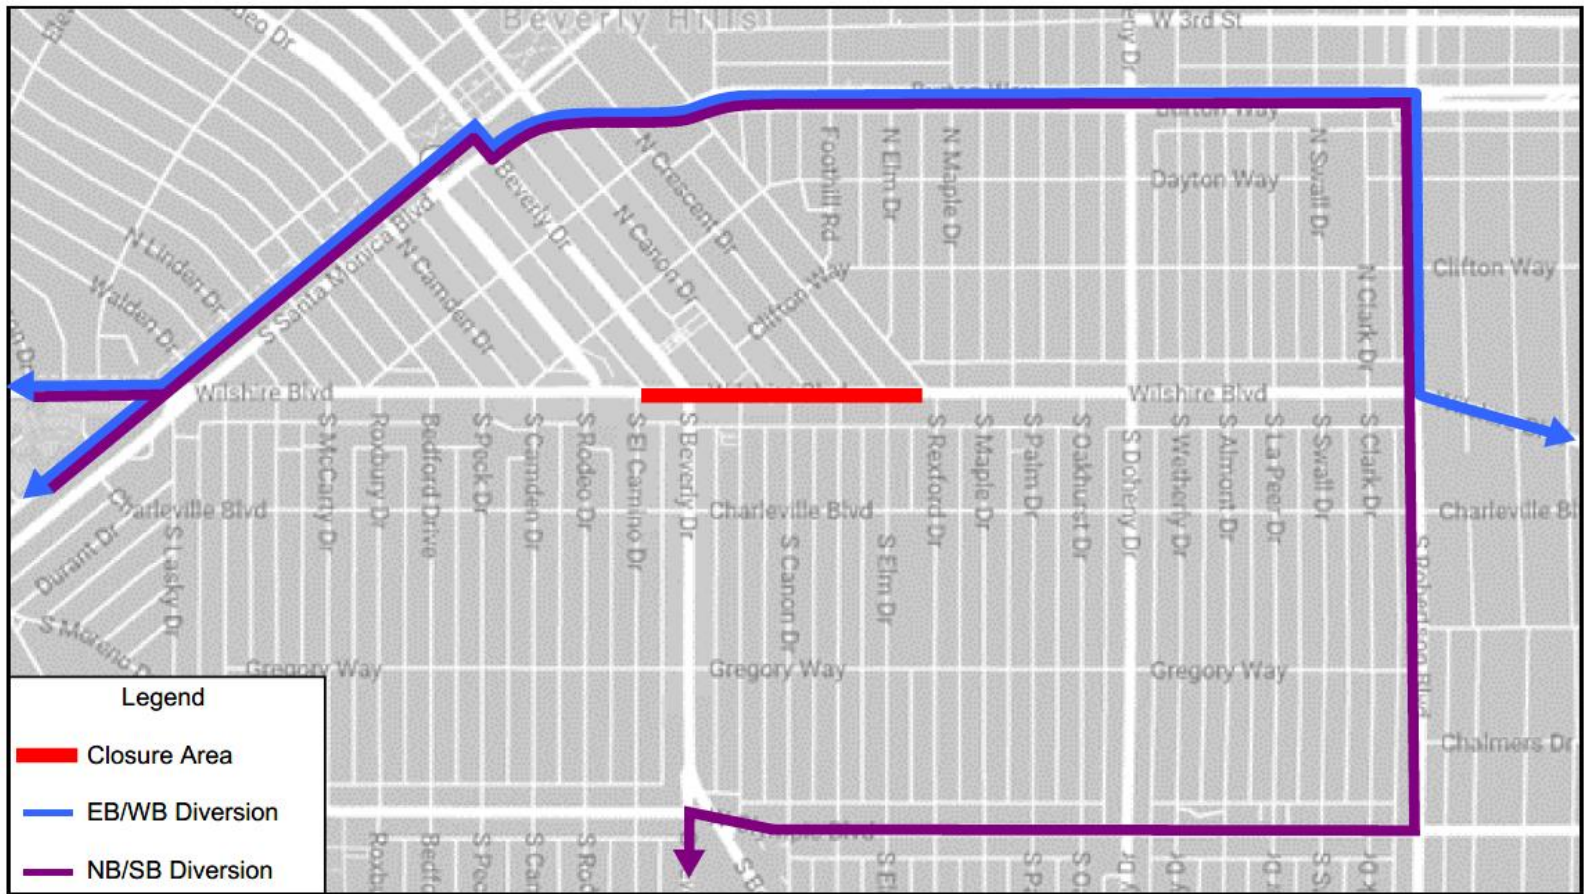 Beverly Hills
W 3rd St
Burton Way
N Crescent Dr
Foothill Rd
N Elm Dr
N Maple Dr
Dayton Way
N Swall Dr
Beverly Dr
N Canon Dr
Clifton Way
Clifton Way
N Linden Dr
Walden Dr
S Santa Monica Blvd
N Camden Dr
N Clark Dr
Wilshire Blvd
Wilshire Blvd
S McCarty Dr
Roxbury Dr
Bedford Drive
S Peck Dr
S Camden Dr
S Rodeo Dr
S El Camino Dr
S Beverly Dr
S Rexford Dr
S Maple Dr
S Palm Dr
S Oakhurst Dr
S Doheny Dr
S Wetherly Dr
S Almont Dr
S La Peer Dr
S Swall Dr
S Clark Dr
Charleville Blvd
Charleville Blvd
Charleville Bl
Durant Dr
S Lasky Dr
S Canon Dr
S Elm Dr
S Robertson Blvd
S Moreno D
Gregory Way
Gregory Way
Gregory Way
Chalmers Dr
Legend
Closure Area
EB/WB Diversion
NB/SB Diversion